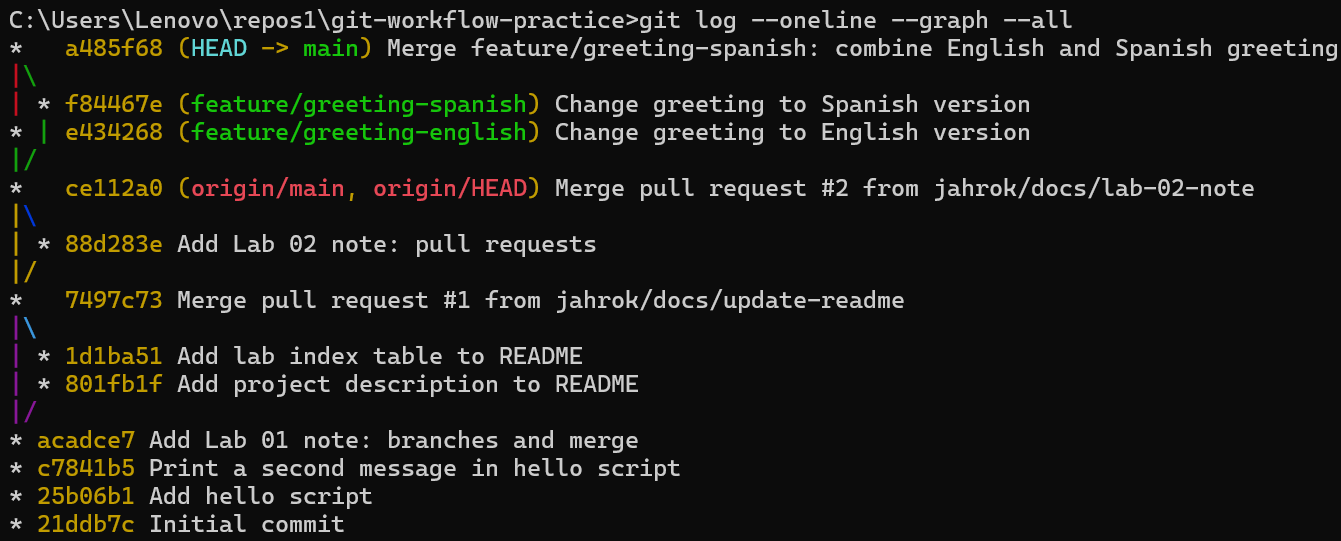 C:\Users\Lenovo\repos1\git-workflow-practice>git log --oneline --graph --all
*   a485f68 (HEAD -> main) Merge feature/greeting-spanish: combine English and Spanish greeting
|\
| * f84467e (feature/greeting-spanish) Change greeting to Spanish version
* | e434268 (feature/greeting-english) Change greeting to English version
|/
*   ce112a0 (origin/main, origin/HEAD) Merge pull request #2 from jahrok/docs/lab-02-note
|\
| * 88d283e Add Lab 02 note: pull requests
|/
*   7497c73 Merge pull request #1 from jahrok/docs/update-readme
|\
| * 1d1ba51 Add lab index table to README
| * 801fb1f Add project description to README
|/
* acadce7 Add Lab 01 note: branches and merge
* c7841b5 Print a second message in hello script
* 25b06b1 Add hello script
* 21ddb7c Initial commit